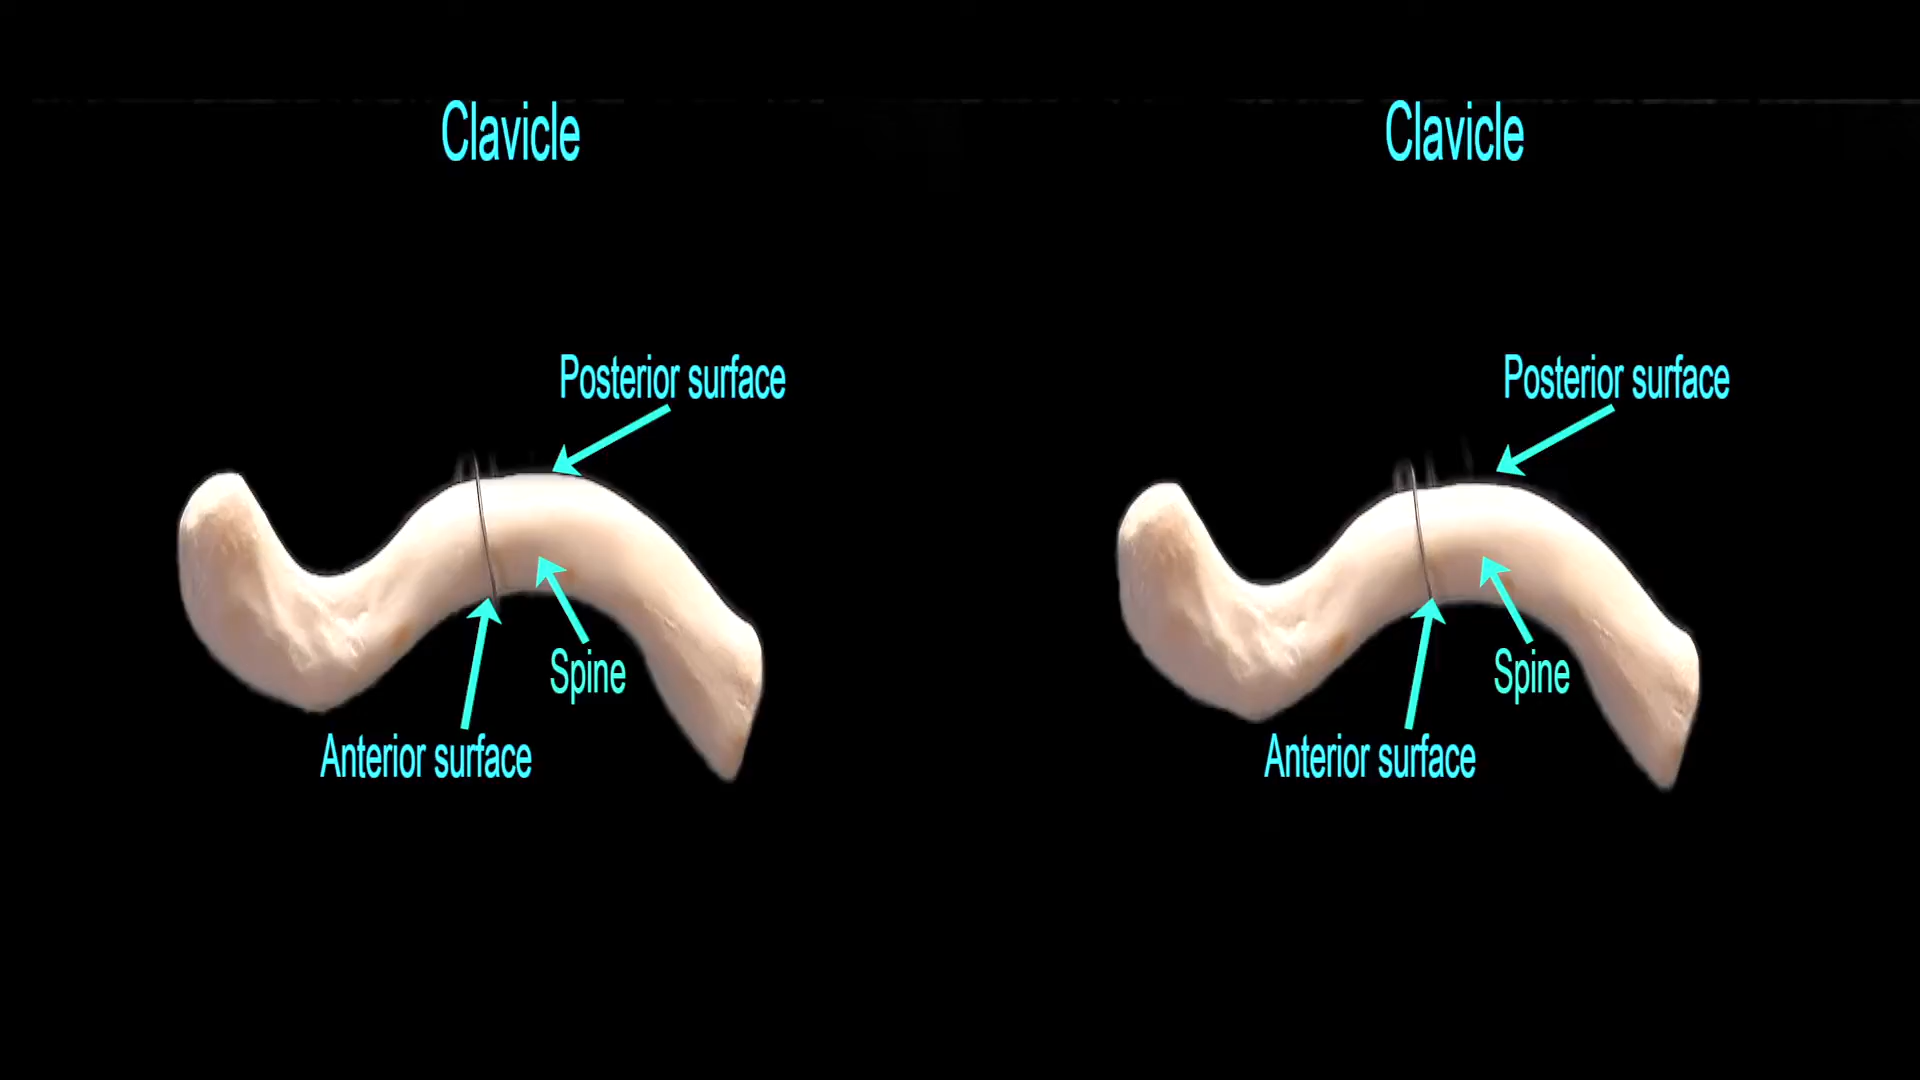 Clavicle
Clavicle
Posterior surface
Posterior surface
Spine
Spine
Anterior surface
Anterior surface